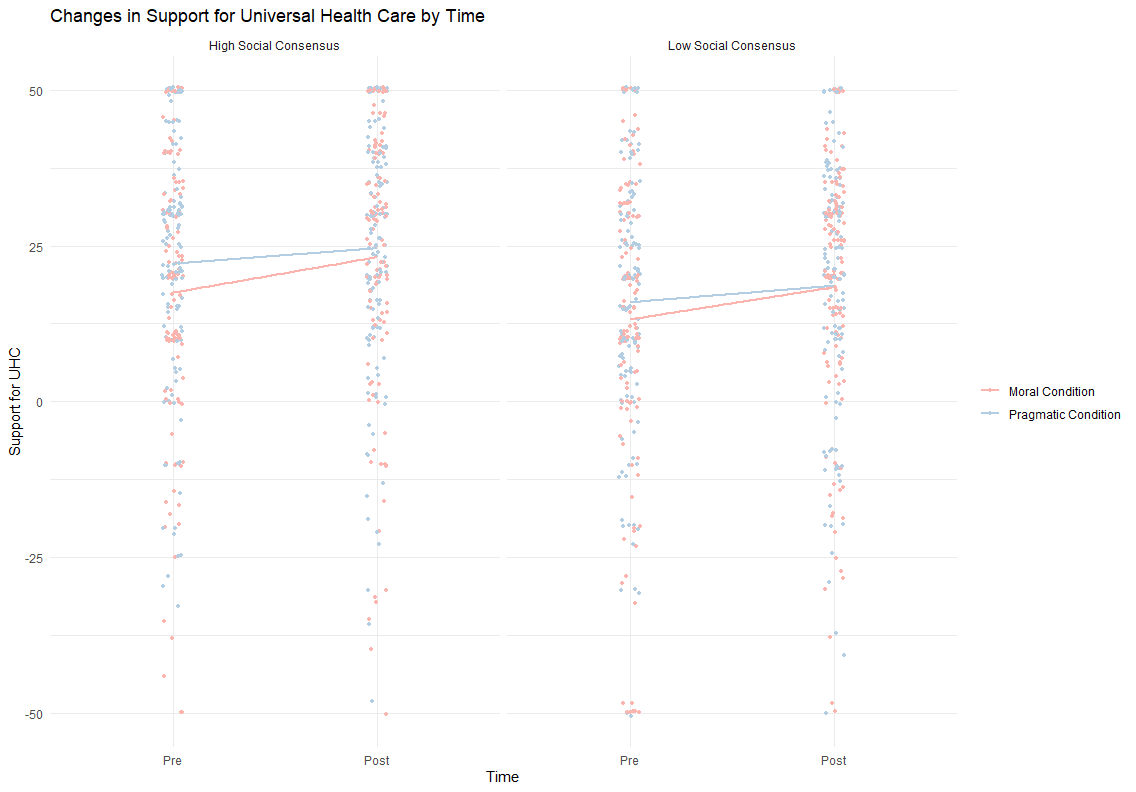 Changes in Support for Universal Health Care by Time
High Social Consensus
Low Social Consensus
50
25
0
-25
-50
Support for UHC
Pre
Post
Pre
Post
Time
Moral Condition
Pragmatic Condition